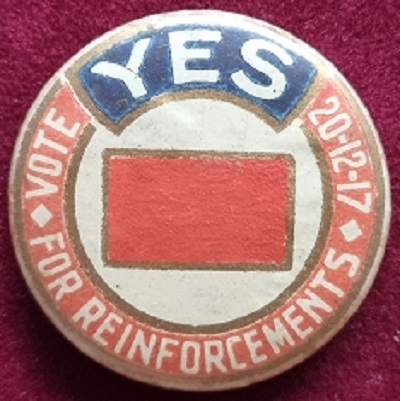 YES
VOTE
FOR REINFORCEMENTS
20-12-17